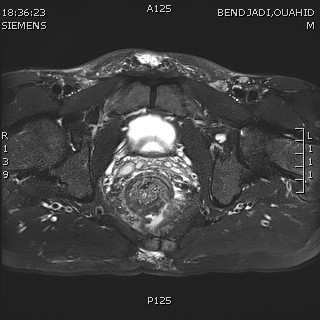 18:36:23
SIEMENS
A125
BENDJADI,OUAHID
M
R
1
3
9
L
1
1
1
P125